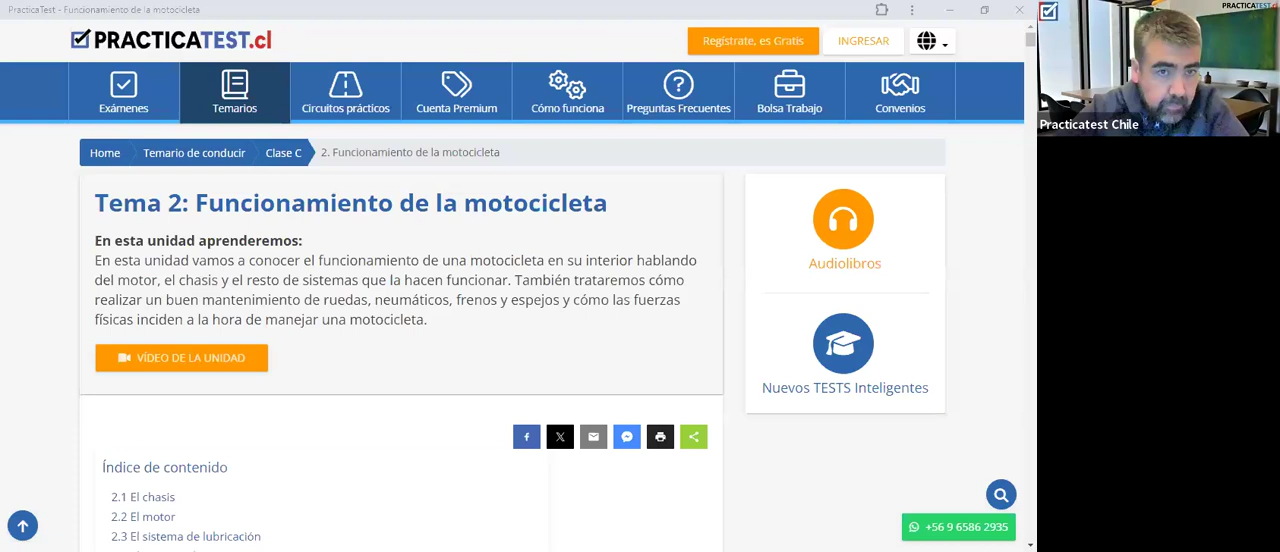 PracticaTest - Funcionamiento de la motocicleta
PRACTICATEST.cl
Regístrate, es Gratis
INGRESAR
Exámenes
Temarios
Circuitos prácticos
Cuenta Premium
Cómo funciona
Preguntas Frecuentes
Bolsa Trabajo
Convenios
Home
Temario de conducir
Clase C
2. Funcionamiento de la motocicleta
Tema 2: Funcionamiento de la motocicleta
En esta unidad aprenderemos:
En esta unidad vamos a conocer el funcionamiento de una motocicleta en su interior hablando
del motor, el chasis y el resto de sistemas que la hacen funcionar. También trataremos cómo
realizar un buen mantenimiento de ruedas, neumáticos, frenos y espejos y cómo las fuerzas
físicas inciden a la hora de manejar una motocicleta.
VÍDEO DE LA UNIDAD
Audiolibros
Nuevos TESTS Inteligentes
Índice de contenido
2.1 El chasis
2.2 El motor
2.3 El sistema de lubricación
+56 9 6586 2935
PRACTICATEST.cl
Practicatest Chile